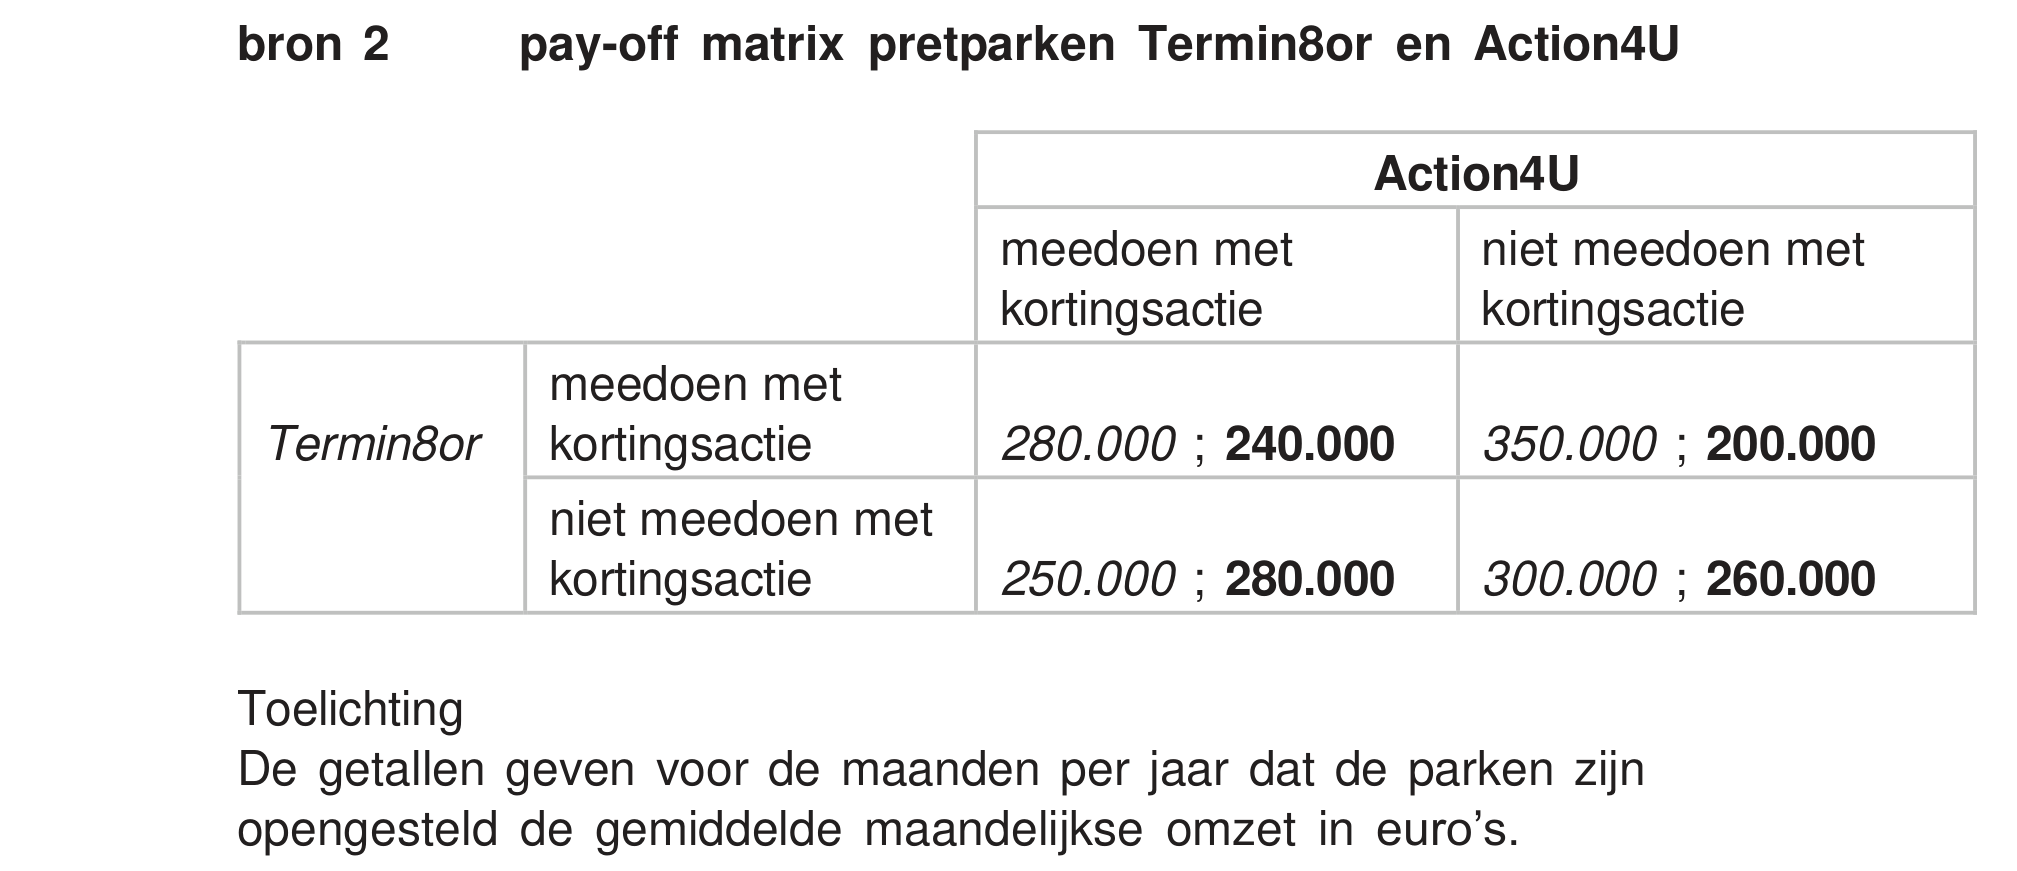 bron 2 pay-off matrix pretparken Termin8or en Action4U
Action4U
meedoen met
kortingsactie
niet meedoen met
kortingsactie
Termin8or
meedoen met
kortingsactie
280.000 ; 240.000
350.000 ; 200.000
niet meedoen met
kortingsactie
250.000 ; 280.000
300.000 ; 260.000
Toelichting
De getallen geven voor de maanden per jaar dat de parken zijn
opengesteld de gemiddelde maandelijkse omzet in euro’s.